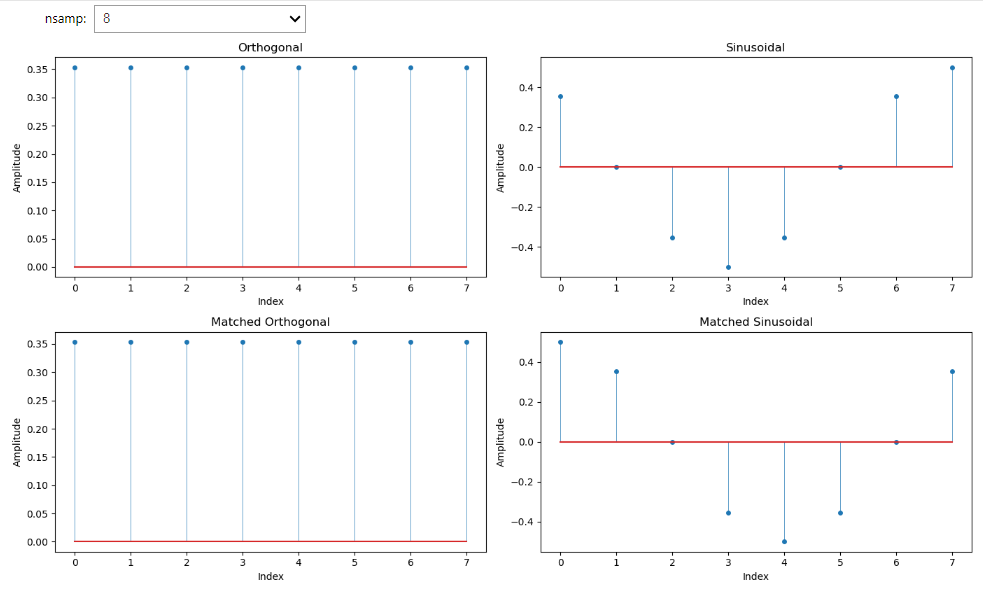 nsamp: 8
Orthogonal
Amplitude
0.35
0.30
0.25
0.20
0.15
0.10
0.05
0.00
0 1 2 3 4 5 6 7
Index
Sinusoidal
Amplitude
0.4
0.2
0.0
−0.2
−0.4
0 1 2 3 4 5 6 7
Index
Matched Orthogonal
Amplitude
0.35
0.30
0.25
0.20
0.15
0.10
0.05
0.00
0 1 2 3 4 5 6 7
Index
Matched Sinusoidal
Amplitude
0.4
0.2
0.0
−0.2
−0.4
0 1 2 3 4 5 6 7
Index